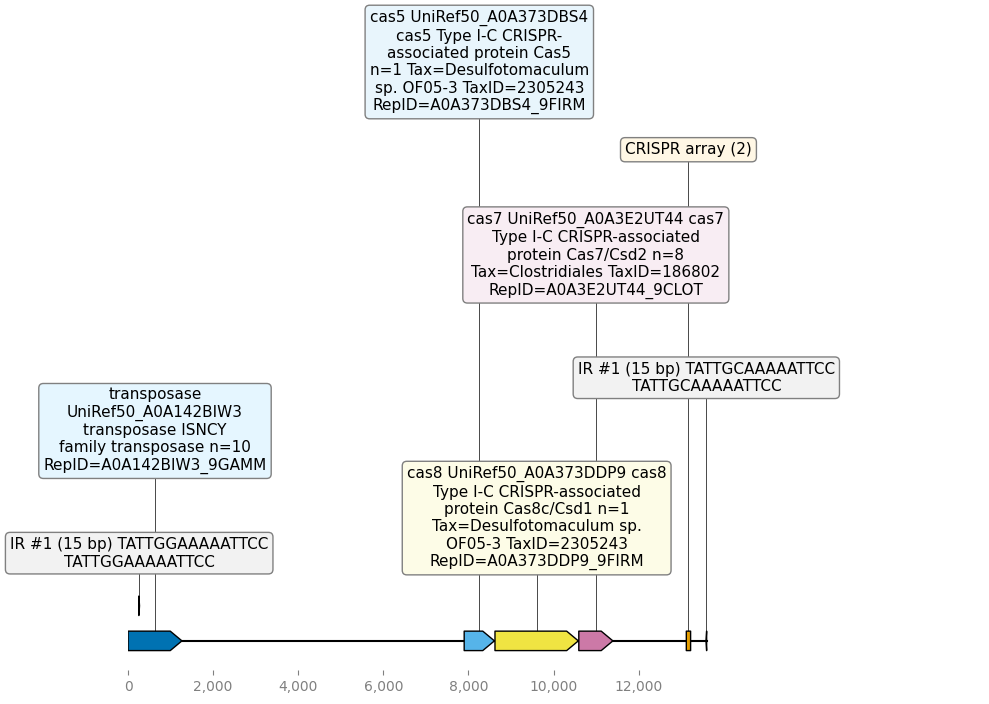 cas5 UniRef50_A0A373DBS4
cas5 Type I-C CRISPR-
associated protein Cas5
n=1 Tax=Desulfotomaculum
sp. OF05-3 TaxID=2305243
RepID=A0A373DBS4_9FIRM
CRISPR array (2)
cas7 UniRef50_A0A3E2UT44 cas7
Type I-C CRISPR-associated
protein Cas7/Csd2 n=8
Tax=Clostridiales TaxID=186802
RepID=A0A3E2UT44_9CLOT
IR #1 (15 bp) TATTGCAAAAATTCC
TATTGCAAAAATTCC
transposase
UniRef50_A0A142BIW3
transposase ISNCY
family transposase n=10
RepID=A0A142BIW3_9GAMM
cas8 UniRef50_A0A373DDP9 cas8
Type I-C CRISPR-associated
protein Cas8c/Csd1 n=1
Tax=Desulfotomaculum sp.
OF05-3 TaxID=2305243
RepID=A0A373DDP9_9FIRM
IR #1 (15 bp) TATTGGAAAAATTCC
TATTGGAAAAATTCC
0
2,000
4,000
6,000
8,000
10,000
12,000